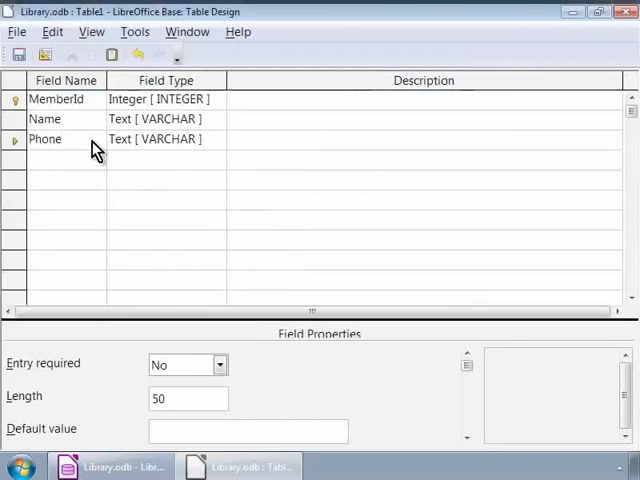 Library.odb : Table1 - LibreOffice Base: Table Design
File Edit View Tools Window Help
Field Name Field Type Description
MemberId Integer [ INTEGER ]
Name Text [ VARCHAR ]
Phone Text [ VARCHAR ]
Field Properties
Entry required No
Length 50
Default value
Library.odb - Libr... Library.odb : Tabl...